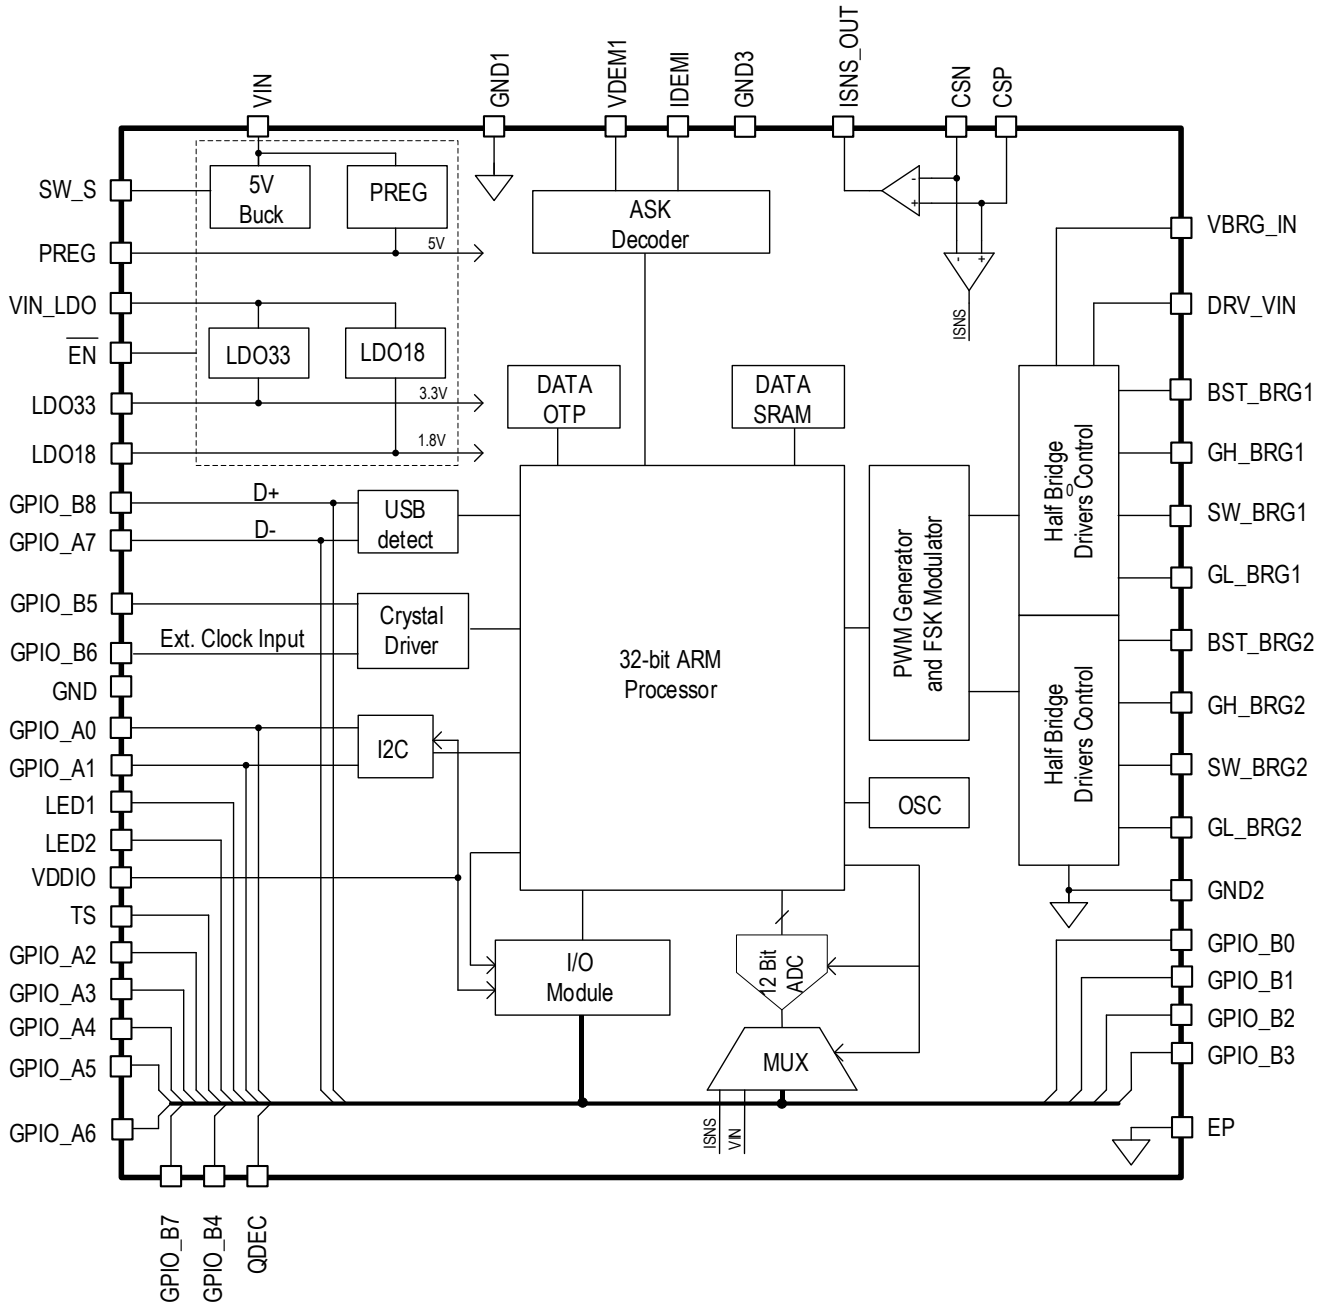 VIN
GND1
VDEM1
IDEMI
GND3
ISNS_OUT
CSN
CSP
SW_S
PREG
VIN_LDO
EN
LDO33
LDO18
GPIO_B8
GPIO_A7
GPIO_B5
GPIO_B6
GND
GPIO_A0
GPIO_A1
LED1
LED2
VDDIO
TS
GPIO_A2
GPIO_A3
GPIO_A4
GPIO_A5
GPIO_A6
5V
Buck
PREG
5V
LDO33
LDO18
3.3V
1.8V
D+
D-
USB
detect
Ext. Clock Input
Crystal
Driver
I2C
ASK
Decoder
DATA
OTP
DATA
SRAM
32-bit ARM
Processor
I/O
Module
12 Bit
ADC
MUX
ISNS
VIN
-
+
-
+
ISNS
PWM Generator
and FSK Modulator
OSC
Half Bridge
Drivers Control
0
Half Bridge
Drivers Control
VBRG_IN
DRV_VIN
BST_BRG1
GH_BRG1
SW_BRG1
GL_BRG1
BST_BRG2
GH_BRG2
SW_BRG2
GL_BRG2
GND2
GPIO_B0
GPIO_B1
GPIO_B2
GPIO_B3
EP
GPIO_B7
GPIO_B4
QDEC